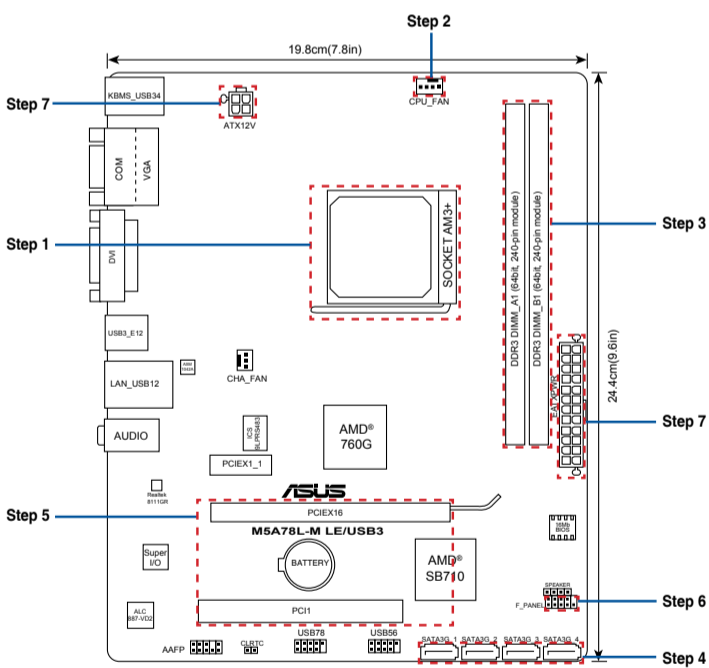 Step 2
19.8cm(7.8in)
Step 7
KBMS_USB34
ATX12V
CPU_FAN
COM
VGA
Step 3
Step 1
DVI
SOCKET AM3+
DDR3 DIMM_A1 (64bit, 240-pin module)
DDR3 DIMM_B1 (64bit, 240-pin module)
24.4cm(9.6in)
USB3_E12
ASM
1042A
LAN_USB12
CHA_FAN
EATXPWR
Step 7
AUDIO
ICS
9LPRS483
AMD®
760G
PCIEX1_1
Realtek
8111GR
ASUS
Step 5
PCIEX16
M5A78L-M LE/USB3
16Mb
BIOS
Super
I/O
BATTERY
AMD®
SB710
SPEAKER
F_PANEL
Step 6
ALC
887-VD2
PCI1
AAFP
CLRTC
USB78
USB56
SATA3G_1
SATA3G_2
SATA3G_3
SATA3G_4
Step 4